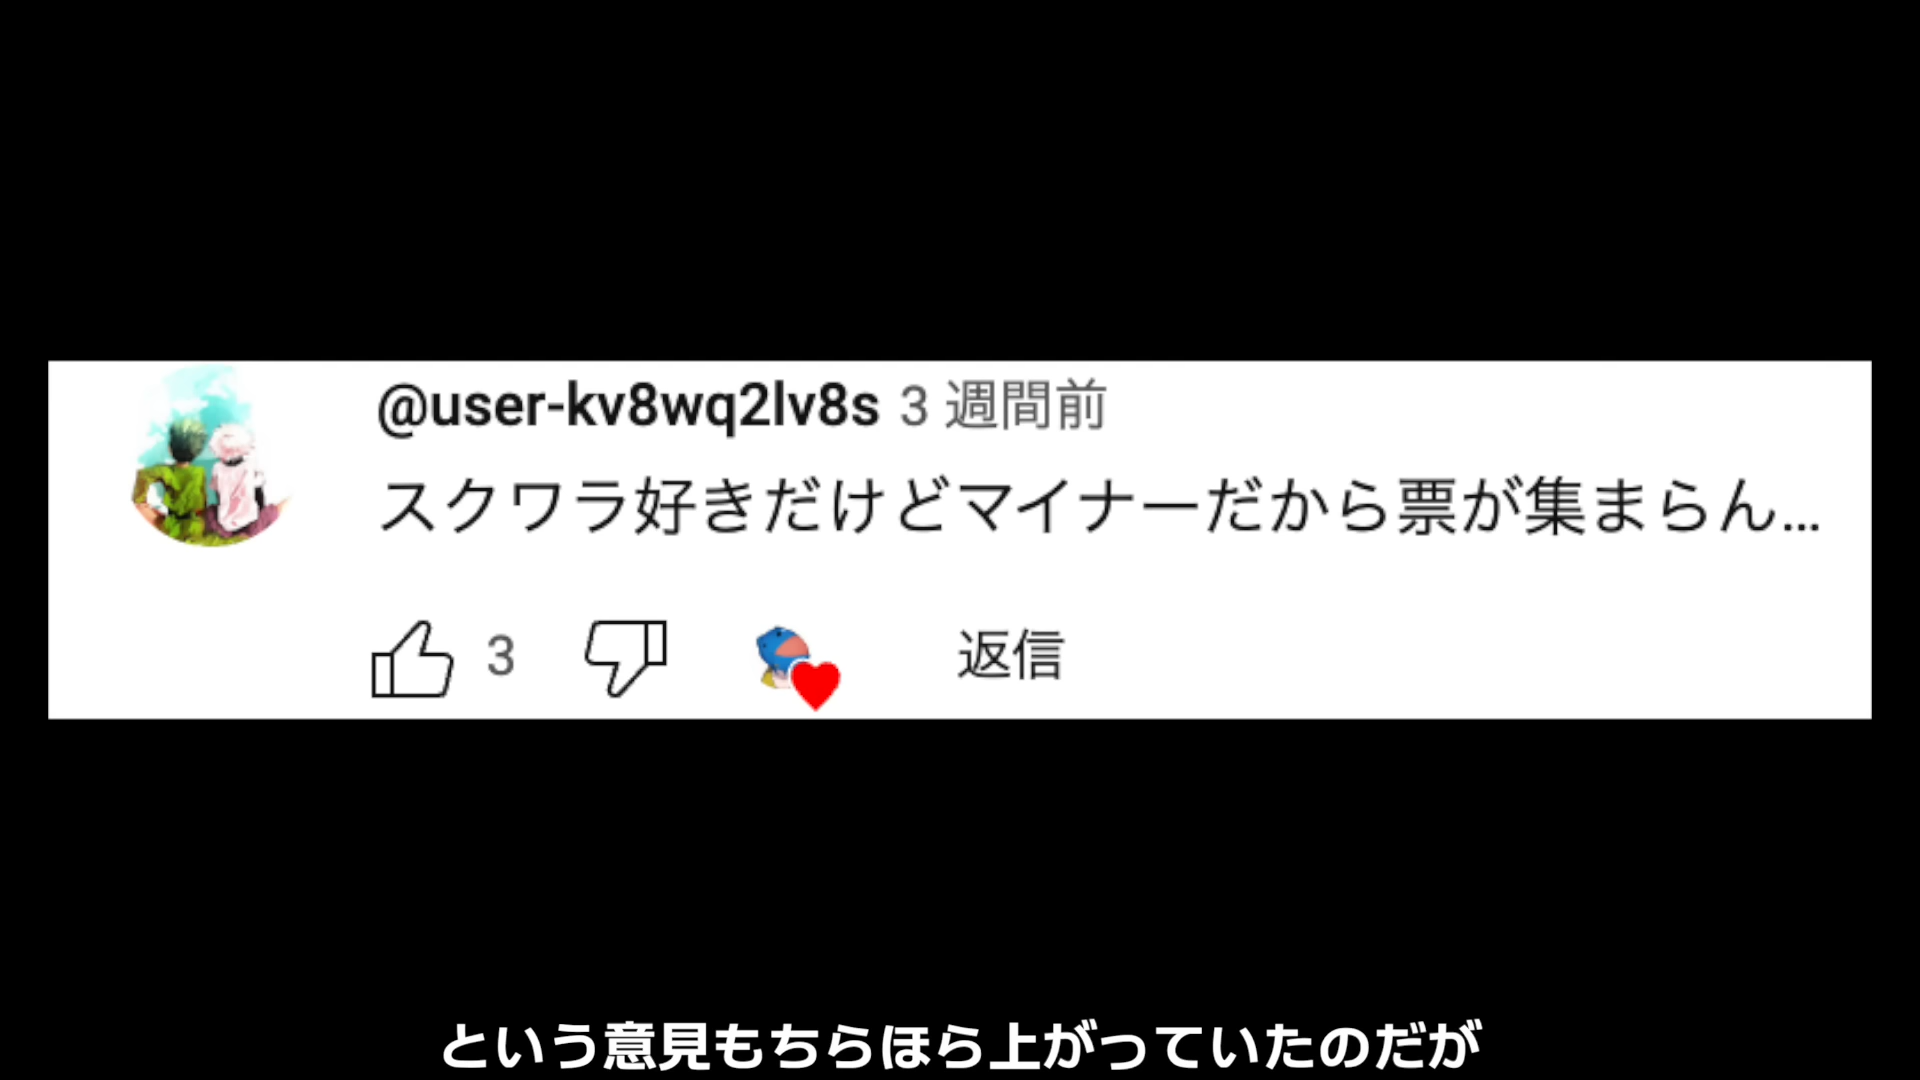 @user-kv8wq2lv8s 3 週間前
スクワラ好きだけどマイナーだから票が集まらん...
3 返信
という意見もちらほら上がっていたのだが